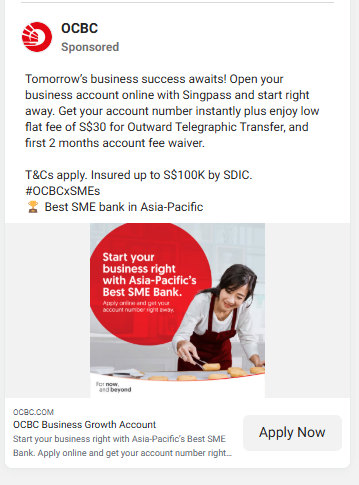 OCBC
Sponsored
Tomorrow's business success awaits! Open your
business account online with Singpass and start right
away. Get your account number instantly plus enjoy low
flat fee of S$30 for Outward Telegraphic Transfer, and
first 2 months account fee waiver.
T&Cs apply. Insured up to S$100K by SDIC.
#OCBCxSMEs
🏆 Best SME bank in Asia-Pacific
Start your
business right
with Asia-Pacific's
Best SME Bank.
Apply online and get your
account number right away.
For now,
and beyond
OCBC.COM
OCBC Business Growth Account
Start your business right with Asia-Pacific's Best SME
Bank. Apply online and get your account number right...
Apply Now